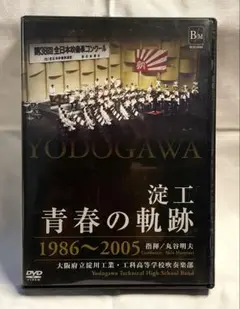 第38回全日本吹奏楽コンクール
YODOGAWA
淀工
青春の軌跡
1986～2005
指揮／丸谷明夫
大阪府立淀川工業・工科高等学校吹奏楽部
Yodogawa Technical High School Band
DVD